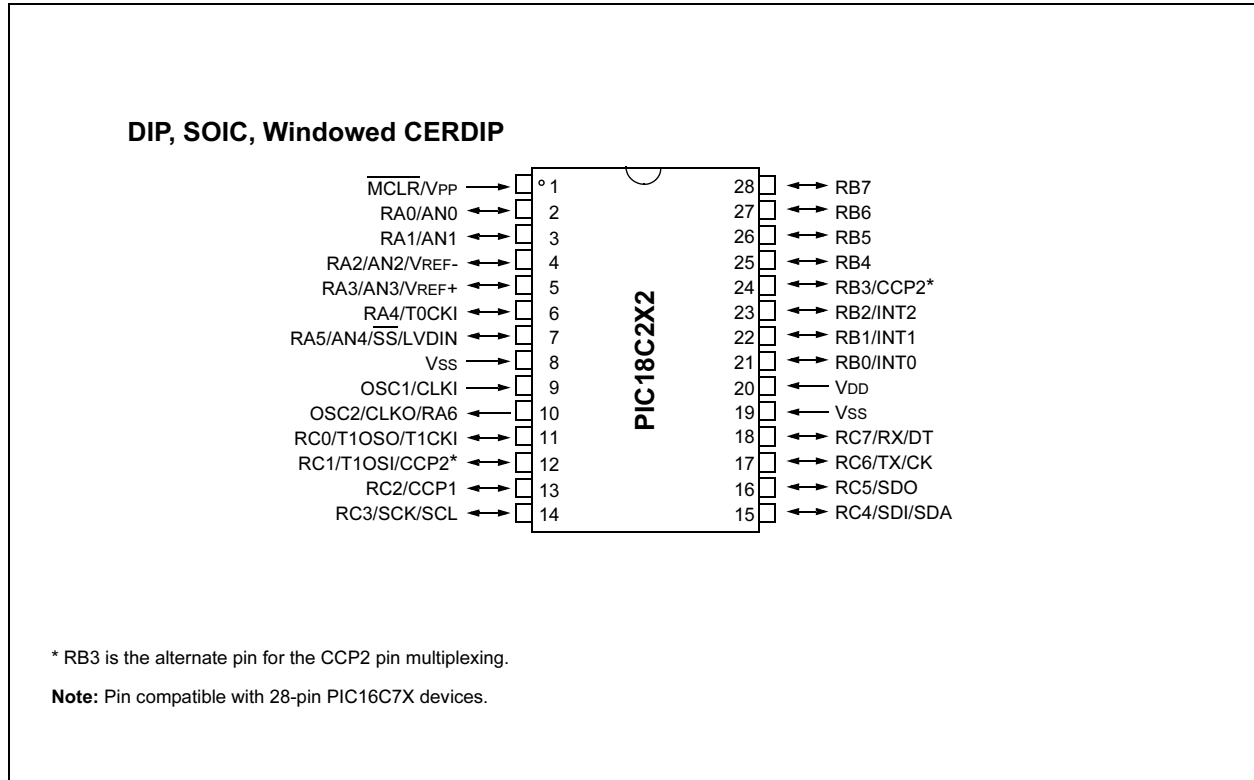 DIP, SOIC, Windowed CERDIP
MCLR/VPP 1 28 RB7
RA0/AN0 2 27 RB6
RA1/AN1 3 26 RB5
RA2/AN2/VREF- 4 25 RB4
RA3/AN3/VREF+ 5 24 RB3/CCP2*
RA4/T0CKI 6 23 RB2/INT2
RA5/AN4/SS/LVDIN 7 22 RB1/INT1
VSS 8 21 RB0/INT0
OSC1/CLKI 9 20 VDD
OSC2/CLKO/RA6 10 19 VSS
RC0/T1OSO/T1CKI 11 18 RC7/RX/DT
RC1/T1OSI/CCP2* 12 17 RC6/TX/CK
RC2/CCP1 13 16 RC5/SDO
RC3/SCK/SCL 14 15 RC4/SDI/SDA
PIC18C2X2
* RB3 is the alternate pin for the CCP2 pin multiplexing.
Note: Pin compatible with 28-pin PIC16C7X devices.